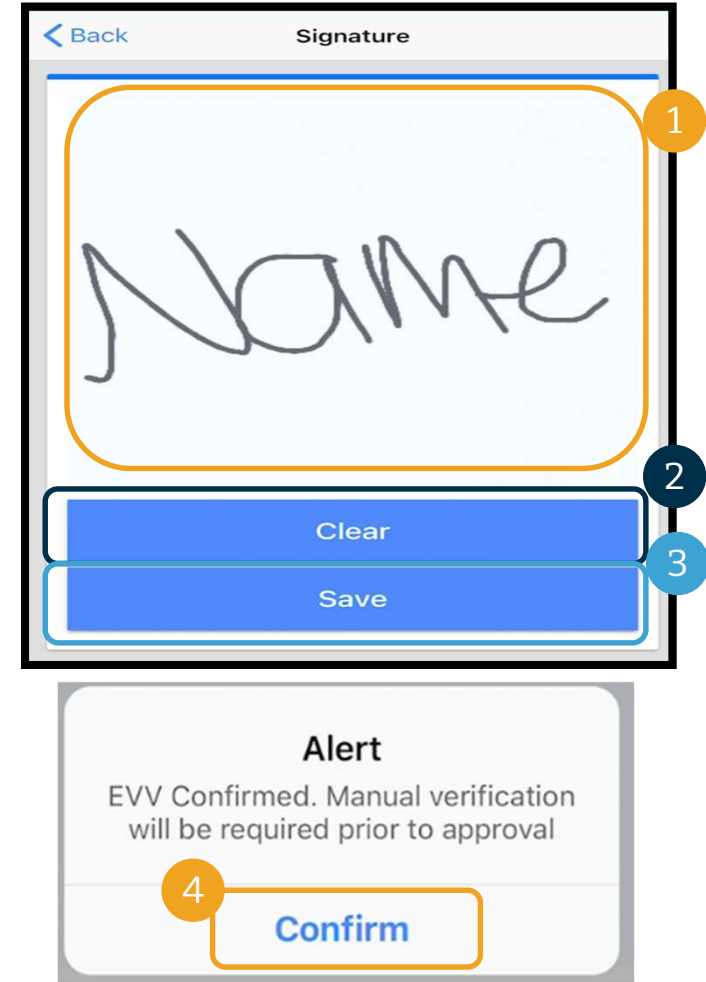 Back
Signature
1
Name
2
Clear
3
Save
Alert
EVV Confirmed. Manual verification
will be required prior to approval
4
Confirm